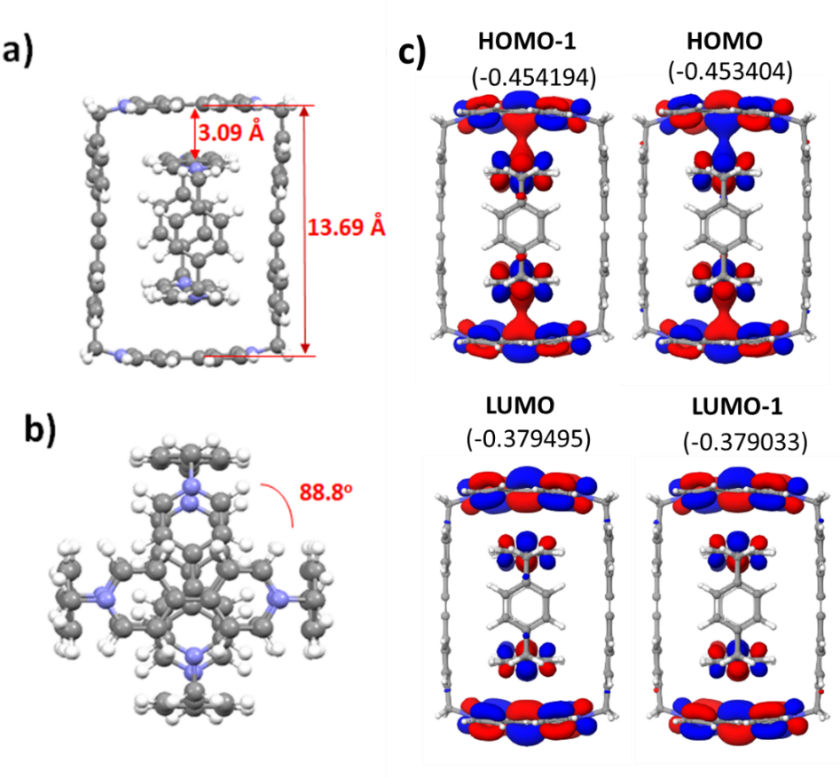 a)
3.09 Å
13.69 Å
b)
88.8º
c)
HOMO-1
(-0.454194)
HOMO
(-0.453404)
LUMO
(-0.379495)
LUMO-1
(-0.379033)